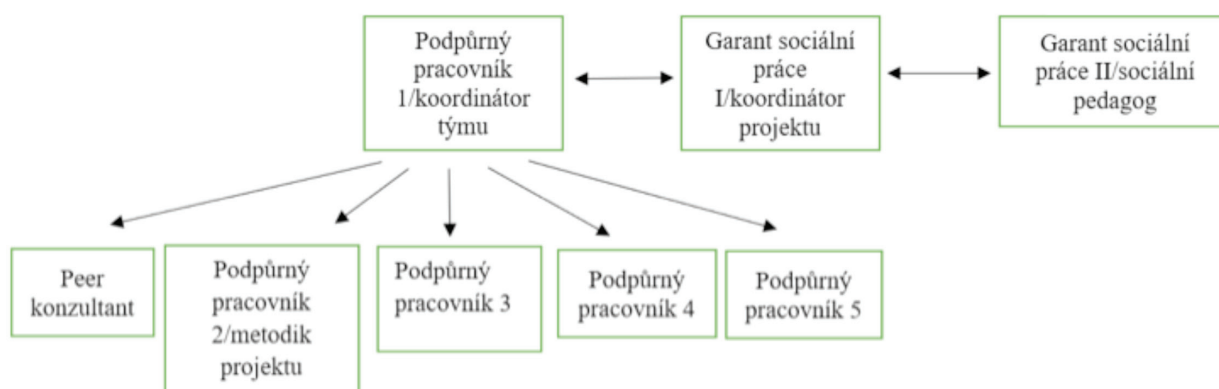 Podpůrný
pracovník
1/koordinátor
týmu
Garant sociální
práce
I/koordinátor
projektu
Garant sociální
práce II/sociální
pedagog
Peer
konzultant
Podpůrný
pracovník
2/metodik
projektu
Podpůrný
pracovník 3
Podpůrný
pracovník 4
Podpůrný
pracovník 5